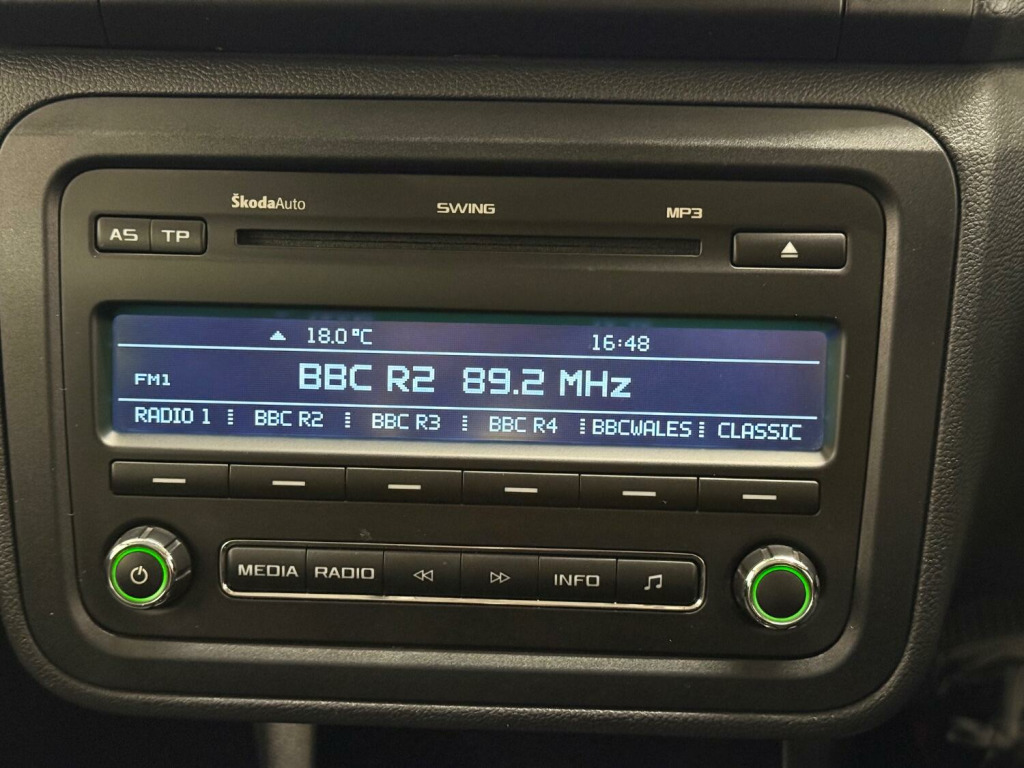 ŠkodaAuto SWING MP3
AS TP
18.0°C 16:48
FM1 BBC R2 89.2 MHz
RADIO 1 BBC R2 BBC R3 BBC R4 BBCWALES CLASSIC
MEDIA RADIO INFO